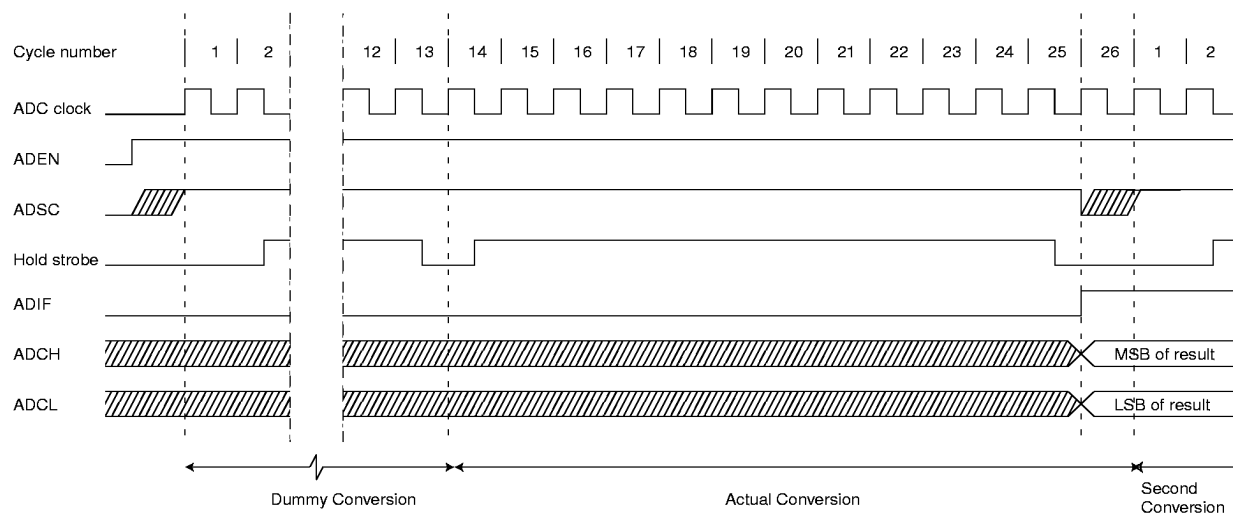 Cycle number 1 2 12 13 14 15 16 17 18 19 20 21 22 23 24 25 26 1 2
ADC clock
ADEN
ADSC
Hold strobe
ADIF
ADCH MSB of result
ADCL LSB of result
Dummy Conversion Actual Conversion Second
Conversion